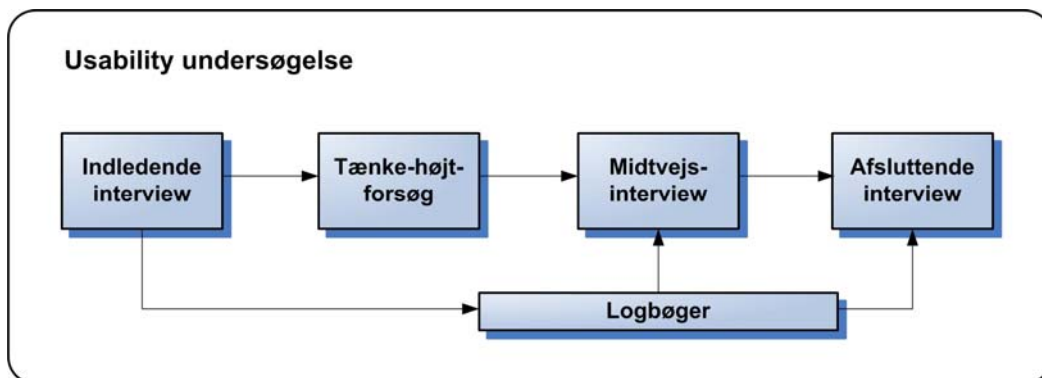 Usability undersøgelse
Indledende
interview
Tænke-højt-
forsøg
Midtvejs-
interview
Afsluttende
interview
Logbøger